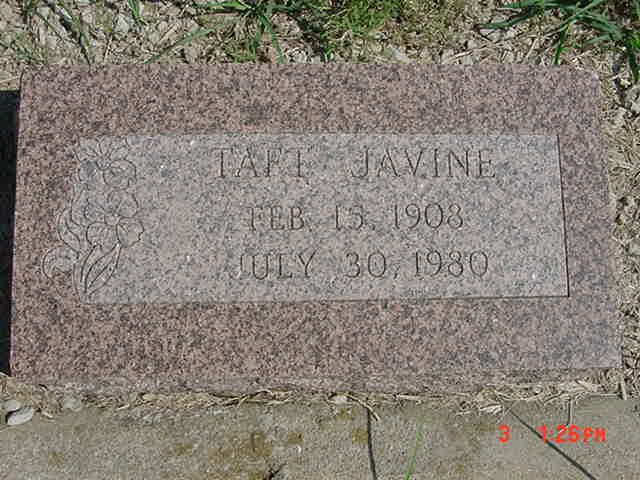 TAFT JAVINE
FEB. 15, 1908
JULY 30, 1980
3 1:25PM